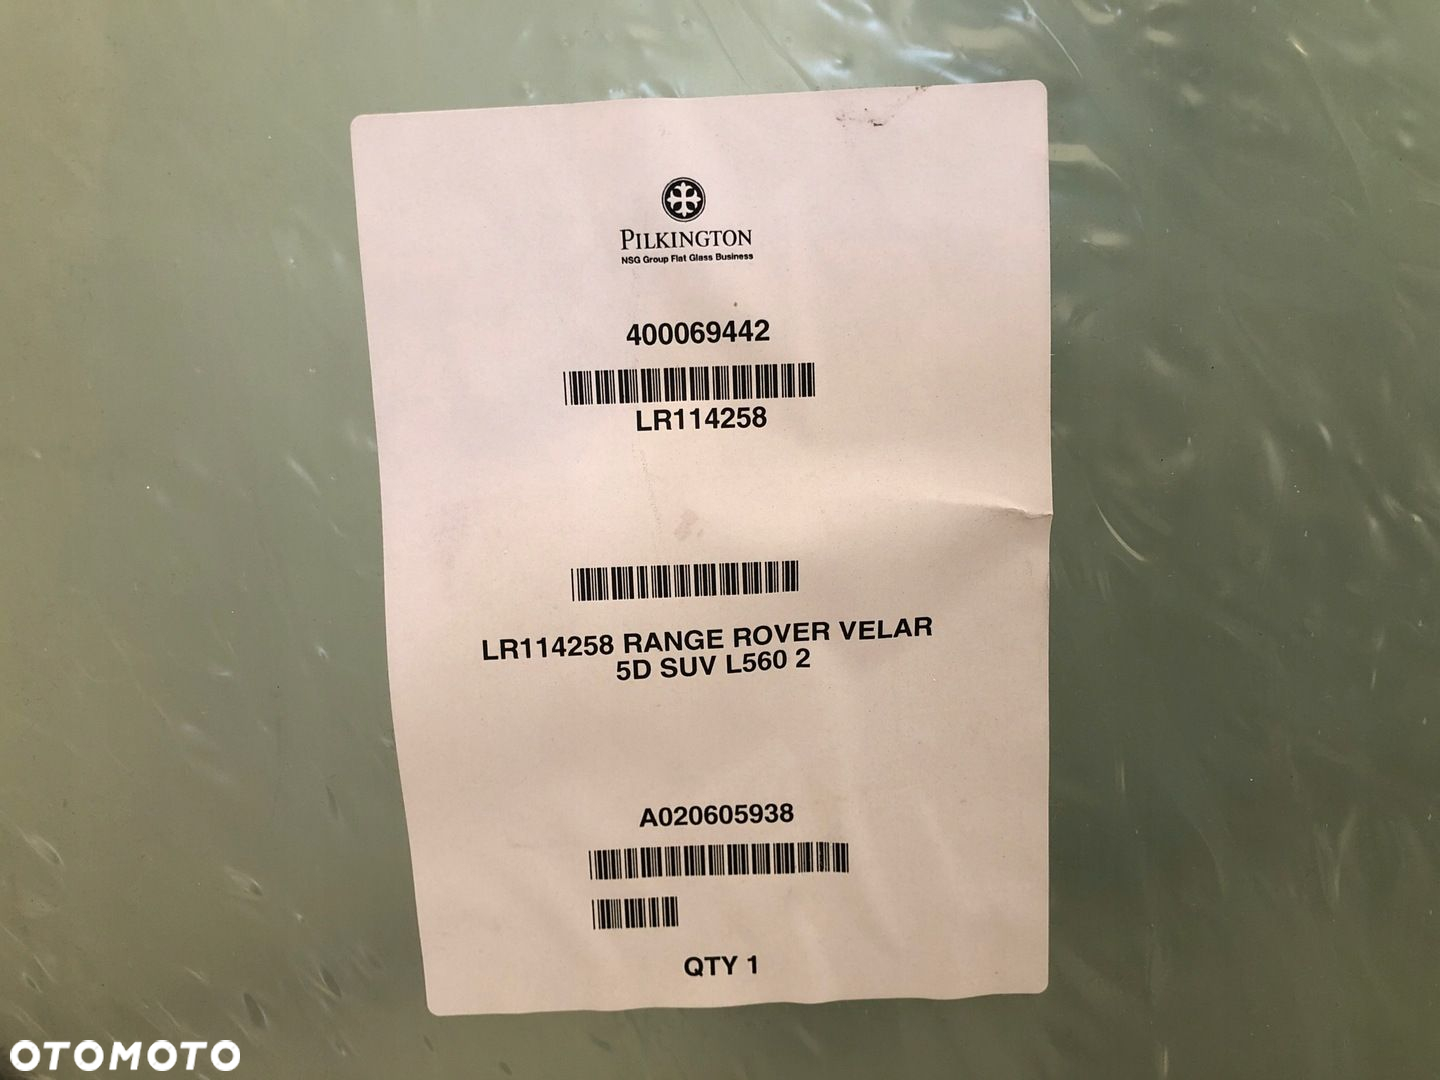 PILKINGTON
NSG Group Flat Glass Business
400069442
LR114258
LR114258 RANGE ROVER VELAR
5D SUV L560 2
A020605938
QTY 1
OTOMOTO